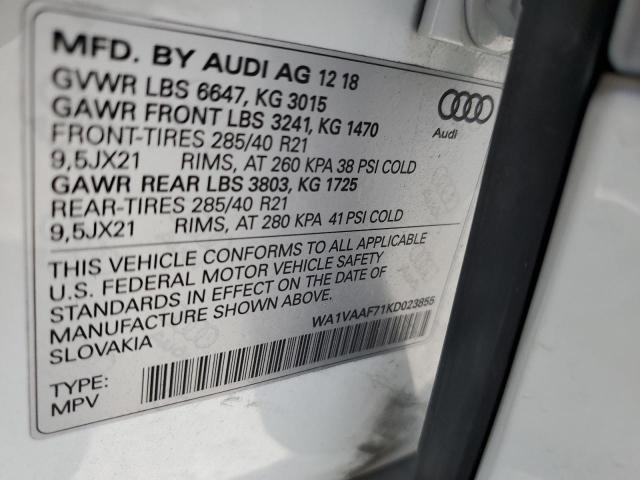 MFD. BY AUDI AG 12 18
GVWR LBS 6647, KG 3015
GAWR FRONT LBS 3241, KG 1470
FRONT-TIRES 285/40 R21
9,5JX21 RIMS, AT 260 KPA 38 PSI COLD
GAWR REAR LBS 3803, KG 1725
REAR-TIRES 285/40 R21
9,5JX21 RIMS, AT 280 KPA 41 PSI COLD
Audi
THIS VEHICLE CONFORMS TO ALL APPLICABLE
U.S. FEDERAL MOTOR VEHICLE SAFETY
STANDARDS IN EFFECT ON THE DATE OF
MANUFACTURE SHOWN ABOVE.
SLOVAKIA
WA1VAAF71KD023855
TYPE:
MPV